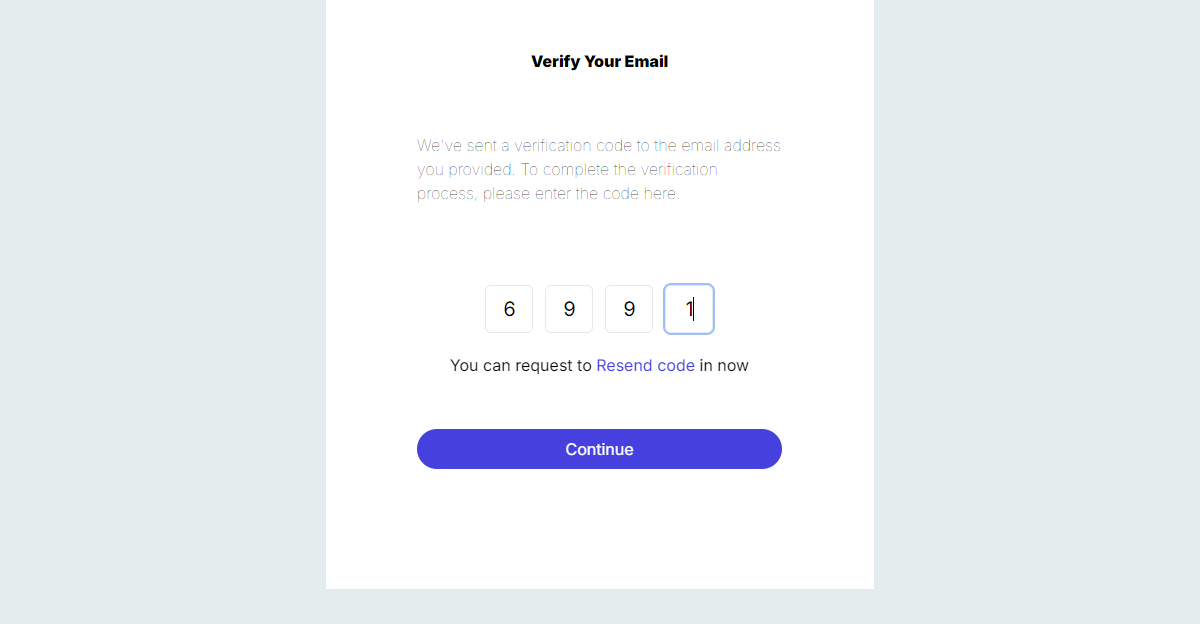 Verify Your Email
We've sent a verification code to the email address
you provided. To complete the verification
process, please enter the code here.
6 9 9 1
You can request to Resend code in now
Continue